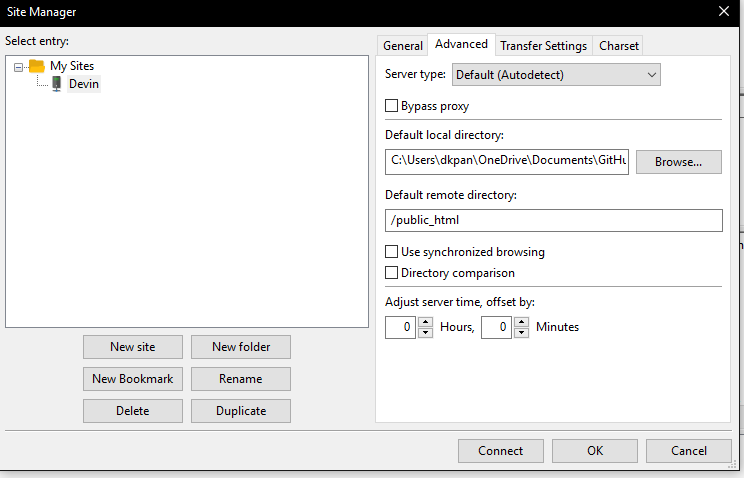 Site Manager
Select entry:
My Sites
Devin
New site
New folder
New Bookmark
Rename
Delete
Duplicate
General
Advanced
Transfer Settings
Charset
Server type:
Default (Autodetect)
Bypass proxy
Default local directory:
C:\Users\dkpan\OneDrive\Documents\GitHu
Browse...
Default remote directory:
/public_html
Use synchronized browsing
Directory comparison
Adjust server time, offset by:
0 Hours, 0 Minutes
Connect
OK
Cancel